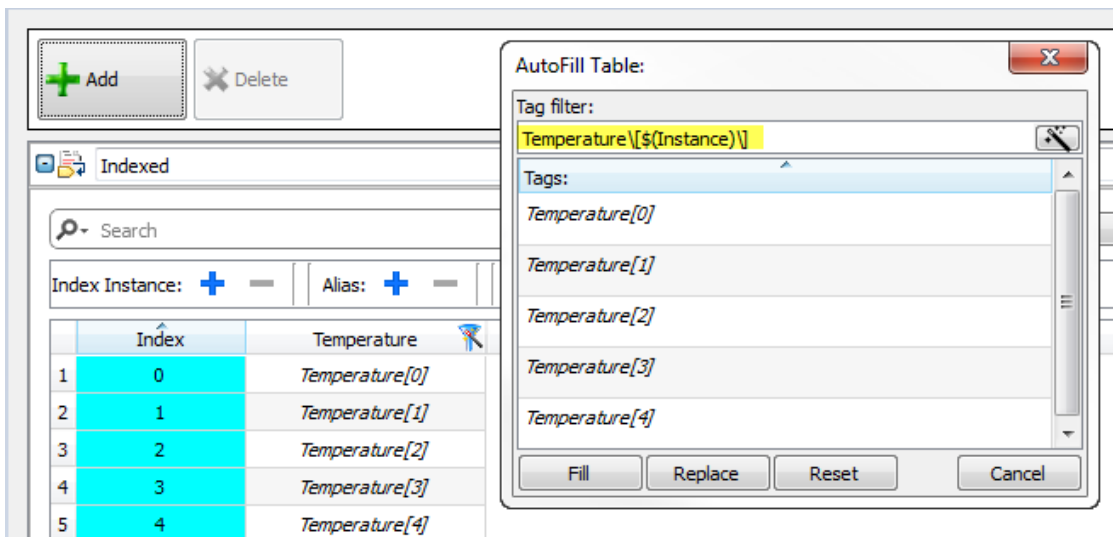 Add
Delete
AutoFill Table:
Tag filter:
Temperature\[$(Instance)\]
Indexed
Tags:
Temperature[0]
Search
Temperature[1]
Index Instance:
Alias:
Temperature[2]
Index Temperature
1 0 Temperature[0]
Temperature[3]
2 1 Temperature[1]
Temperature[4]
3 2 Temperature[2]
Fill Replace Reset Cancel
4 3 Temperature[3]
5 4 Temperature[4]